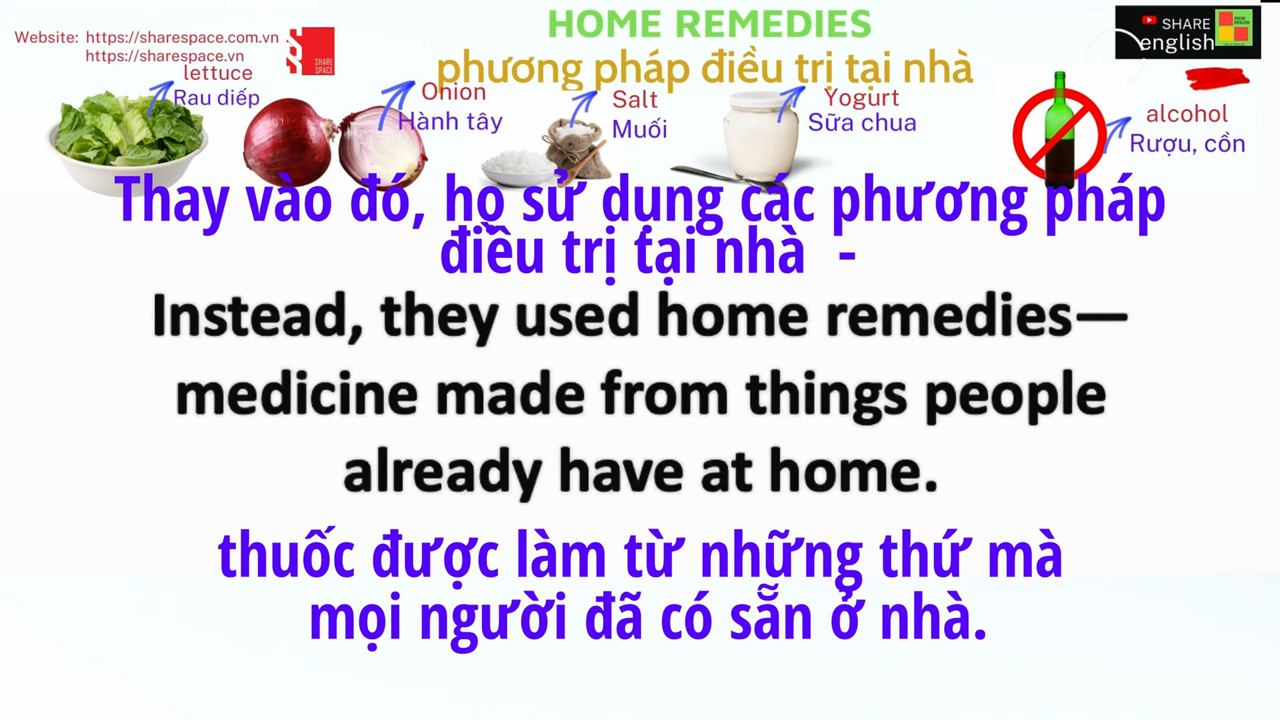 HOME REMEDIES
phương pháp điều trị tại nhà
Website: https://sharespace.com.vn
https://sharespace.vn
SHARE
SPACE
SHARE
english
lettuce
Rau diếp
Onion
Hành tây
Salt
Muối
Yogurt
Sữa chua
alcohol
Rượu, cồn
Thay vào đó, họ sử dụng các phương pháp
điều trị tại nhà -
Instead, they used home remedies—
medicine made from things people
already have at home.
thuốc được làm từ những thứ mà
mọi người đã có sẵn ở nhà.